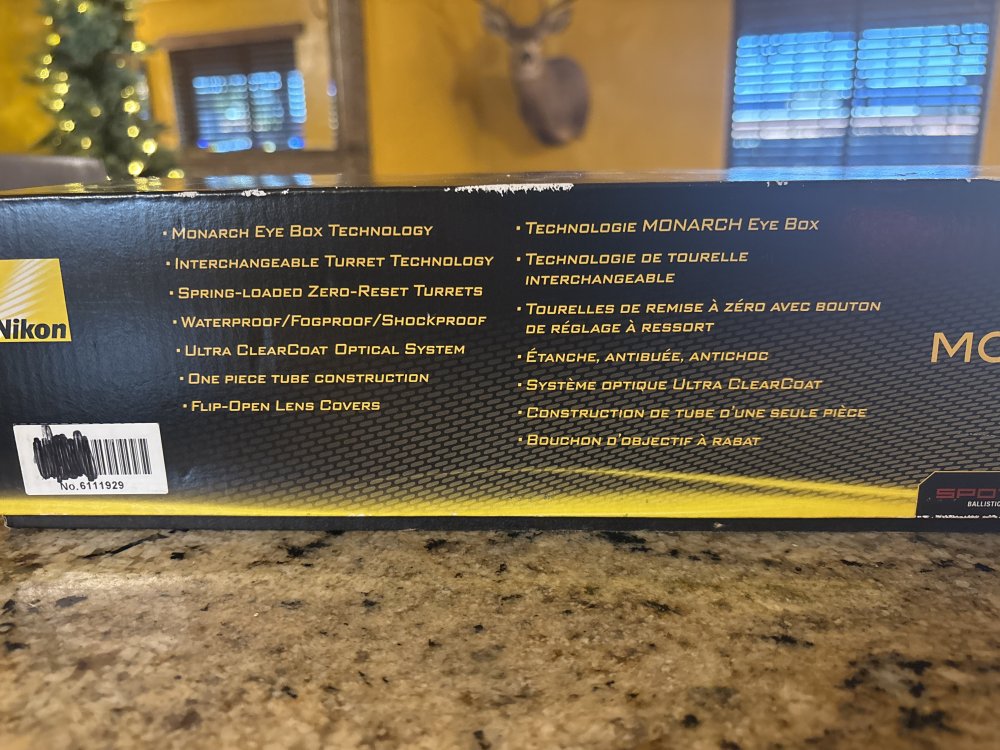 Nikon
• Monarch Eye Box Technology
• Interchangeable Turret Technology
• Spring-loaded Zero-Reset Turrets
• Waterproof/Fogproof/Shockproof
• Ultra ClearCoat Optical System
• One piece tube construction
• Flip-Open Lens Covers
No.6111929
• Technologie MONARCH Eye Box
• Technologie de tourelle
interchangeable
• Tourelles de remise à zéro avec bouton
de réglage à ressort
• Étanche, antibuée, antichoc
• Système optique Ultra ClearCoat
• Construction de tube d'une seule pièce
• Bouchon d'objectif à rabat
MO
SPO
BALLISTIC